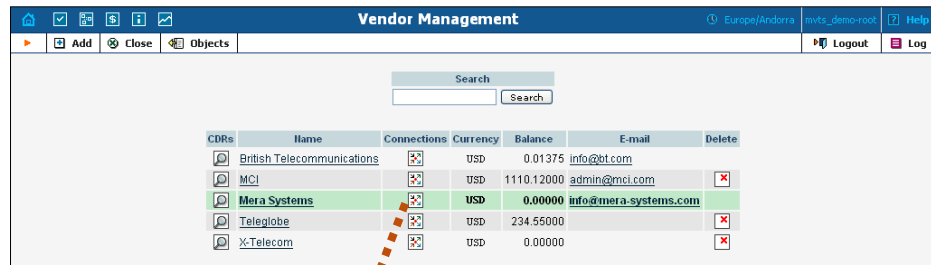 Vendor Management
Europe/Andorra mvts_demo-root Help
Add Close Objects Logout Log
Search
Search
CDRs Name Connections Currency Balance E-mail Delete
British Telecommunications USD 0.01375 info@bt.com
MCI USD 1110.12000 admin@mci.com
Mera Systems USD 0.00000 info@mera-systems.com
Teleglobe USD 234.55000
X-Telecom USD 0.00000